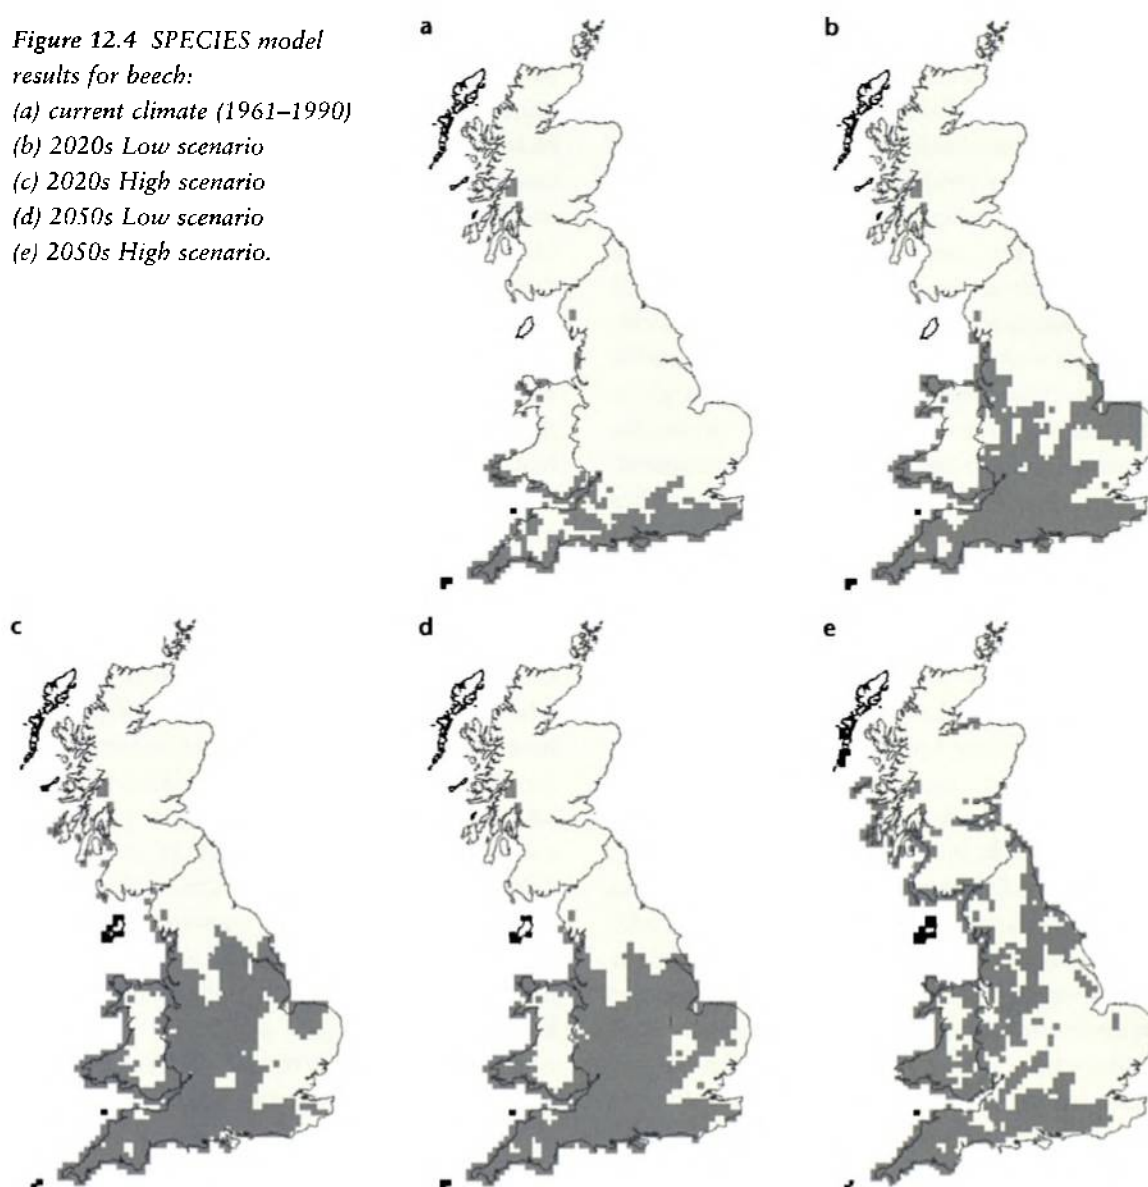 Figure 12.4 SPECIES model
results for beech:
(a) current climate (1961–1990)
(b) 2020s Low scenario
(c) 2020s High scenario
(d) 2050s Low scenario
(e) 2050s High scenario.
a
b
c
d
e